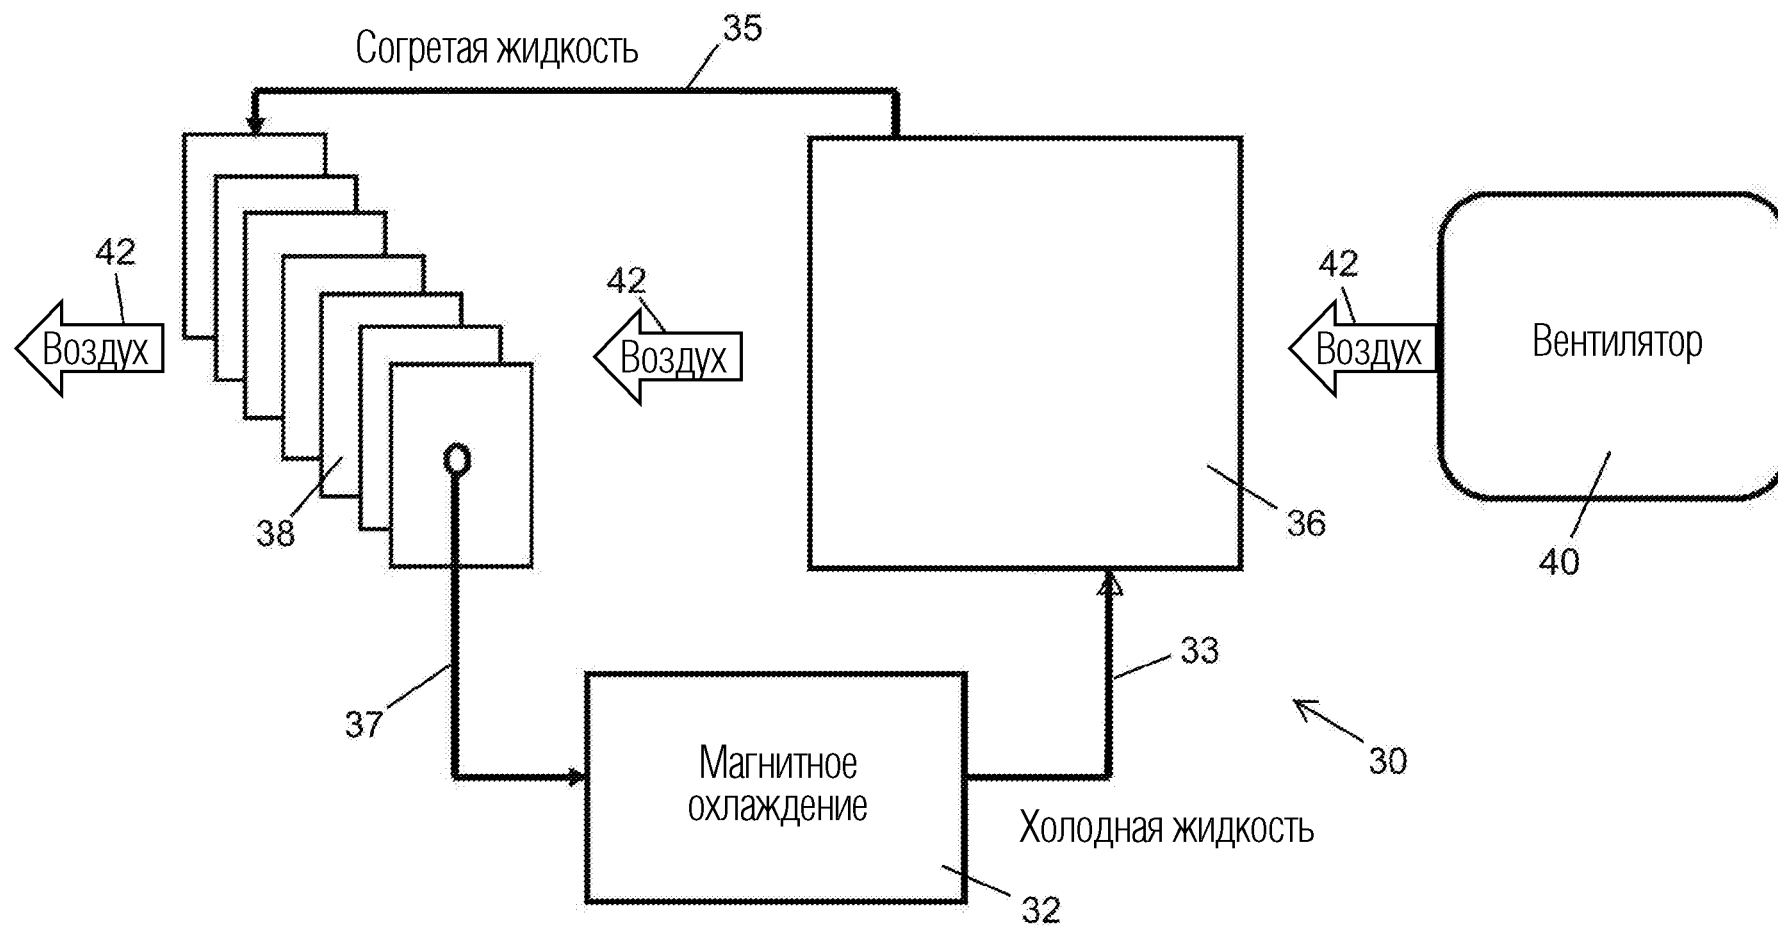 35
Согретая жидкость
42
Воздух
42
Воздух
42
Воздух
Вентилятор
38
36
40
37
33
30
Магнитное
охлаждение
Холодная жидкость
32